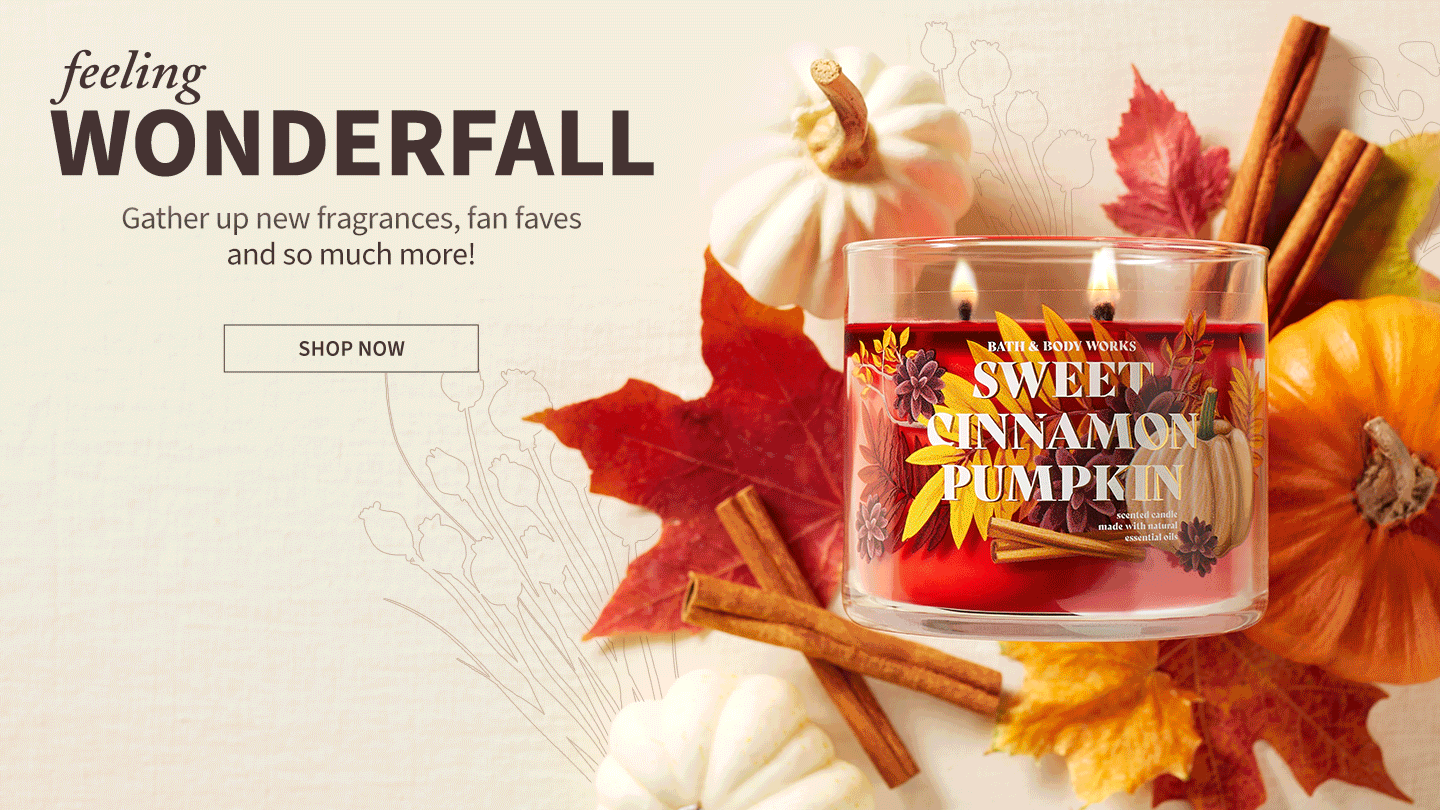 feeling
WONDERFALL
Gather up new fragrances, fan faves
and so much more!
SHOP NOW
BATH & BODY WORKS
SWEET
CINNAMON
PUMPKIN
scented candle
made with natural
essential oils